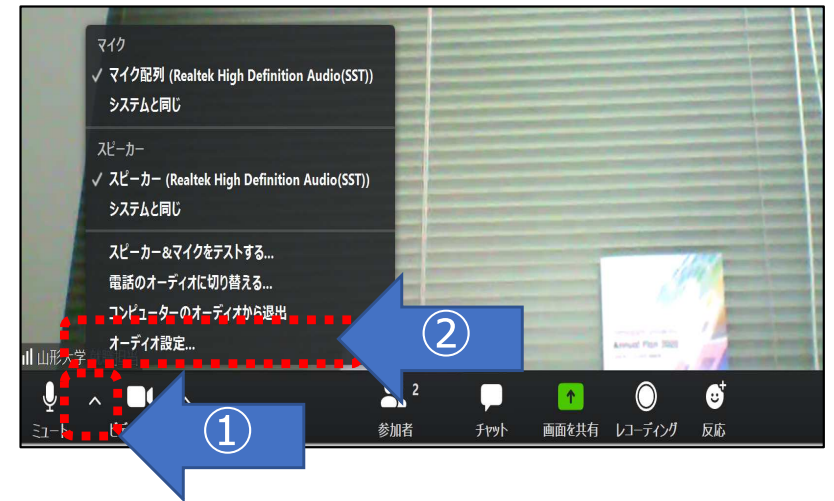 マイク
マイク配列 (Realtek High Definition Audio(SST))
システムと同じ
スピーカー
スピーカー (Realtek High Definition Audio(SST))
システムと同じ
スピーカー&マイクをテストする...
電話のオーディオに切り替える...
コンピューターのオーディオから退出
オーディオ設定...
②
山形大学
Annual Plan
2
①
ミュート
参加者
チャット
画面を共有
レコーディング
反応